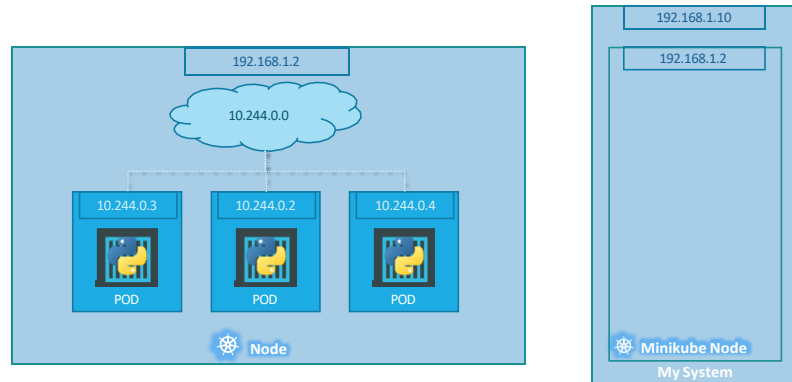 192.168.1.2
10.244.0.0
10.244.0.3
10.244.0.2
10.244.0.4
POD
POD
POD
Node
192.168.1.10
192.168.1.2
Minikube Node
My System